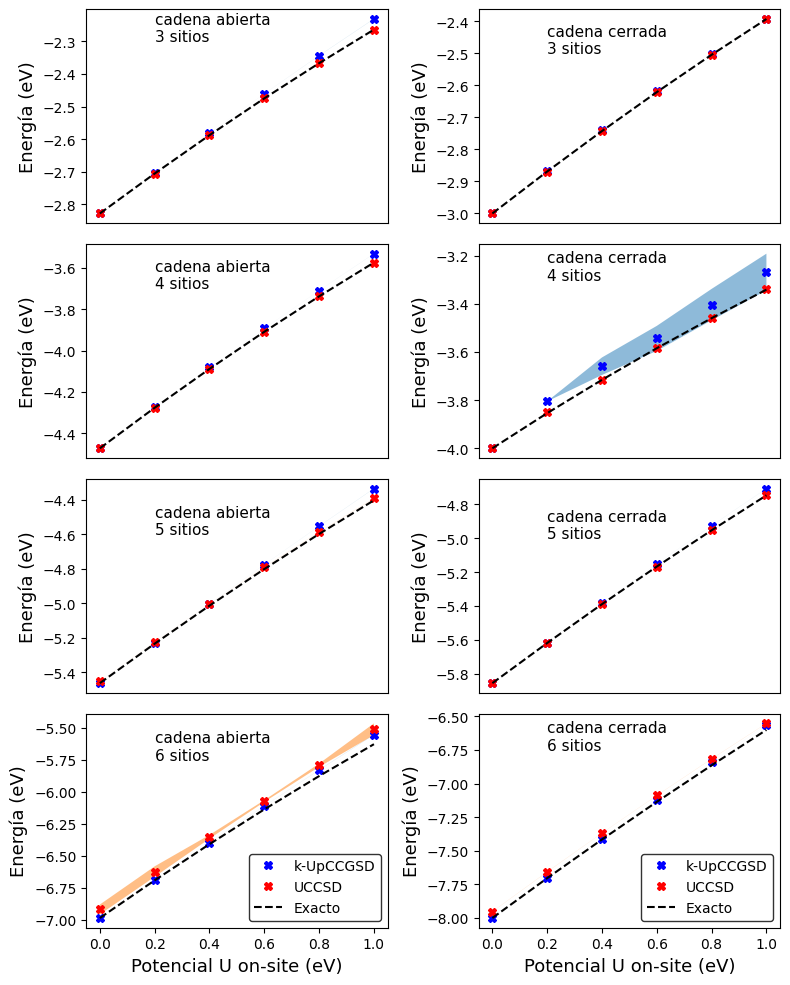 cadena abierta
3 sitios
Energía (eV)
−2.3
−2.4
−2.5
−2.6
−2.7
−2.8
cadena cerrada
3 sitios
Energía (eV)
−2.4
−2.5
−2.6
−2.7
−2.8
−2.9
−3.0
cadena abierta
4 sitios
Energía (eV)
−3.6
−3.8
−4.0
−4.2
−4.4
cadena cerrada
4 sitios
Energía (eV)
−3.2
−3.4
−3.6
−3.8
−4.0
cadena abierta
5 sitios
Energía (eV)
−4.4
−4.6
−4.8
−5.0
−5.2
−5.4
cadena cerrada
5 sitios
Energía (eV)
−4.8
−5.0
−5.2
−5.4
−5.6
−5.8
cadena abierta
6 sitios
Energía (eV)
−5.50
−5.75
−6.00
−6.25
−6.50
−6.75
−7.00
k-UpCCGSD
UCCSD
Exacto
0.0 0.2 0.4 0.6 0.8 1.0
Potencial U on-site (eV)
cadena cerrada
6 sitios
Energía (eV)
−6.50
−6.75
−7.00
−7.25
−7.50
−7.75
−8.00
k-UpCCGSD
UCCSD
Exacto
0.0 0.2 0.4 0.6 0.8 1.0
Potencial U on-site (eV)